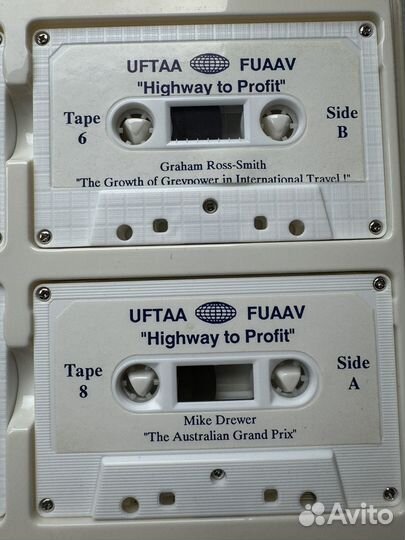 UFTAA FUAAV
"Highway to Profit"
Tape 6
Side B
Graham Ross-Smith
"The Growth of Greypower in International Travel !"
UFTAA FUAAV
"Highway to Profit"
Tape 8
Side A
Mike Drewer
"The Australian Grand Prix"
Avito